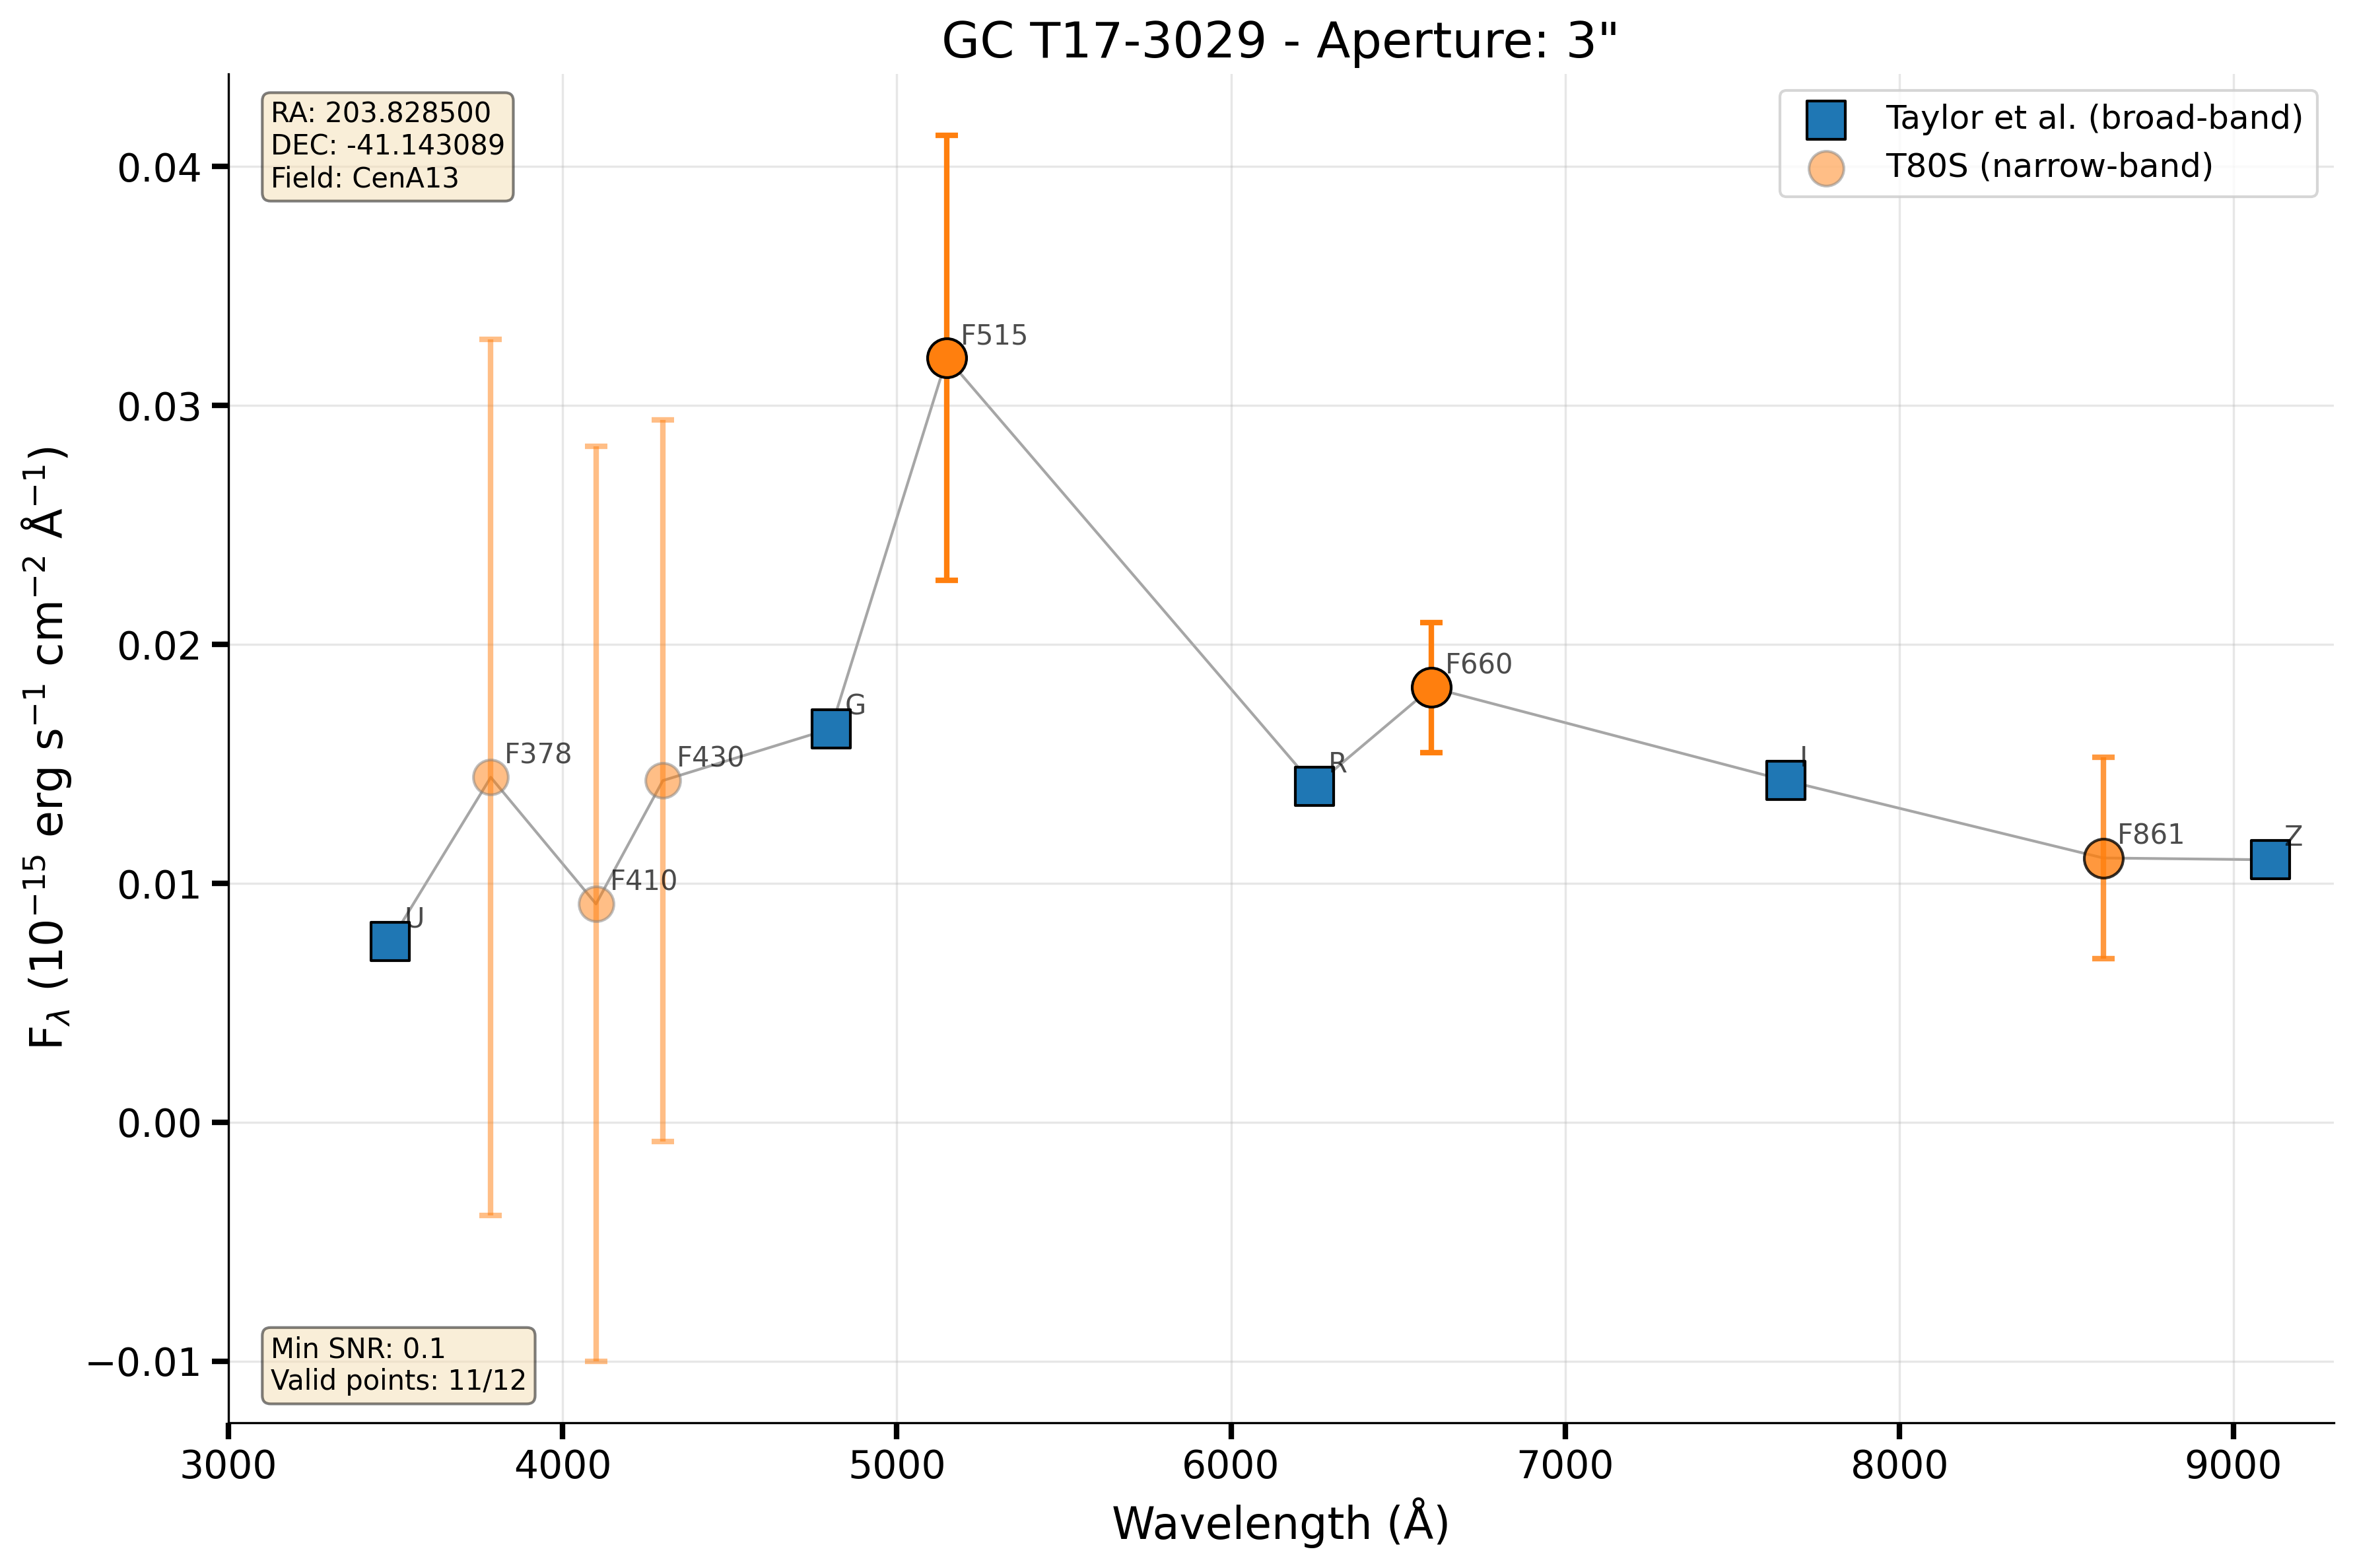 GC T17-3029 - Aperture: 3"
RA: 203.828500
DEC: -41.143089
Field: CenA13
Taylor et al. (broad-band)
T80S (narrow-band)
0.04
0.03
0.02
0.01
0.00
−0.01
F_λ (10⁻¹⁵ erg s⁻¹ cm⁻² Å⁻¹)
U
F378
F410
F430
G
F515
R
F660
I
F861
Z
Min SNR: 0.1
Valid points: 11/12
3000
4000
5000
6000
7000
8000
9000
Wavelength (Å)